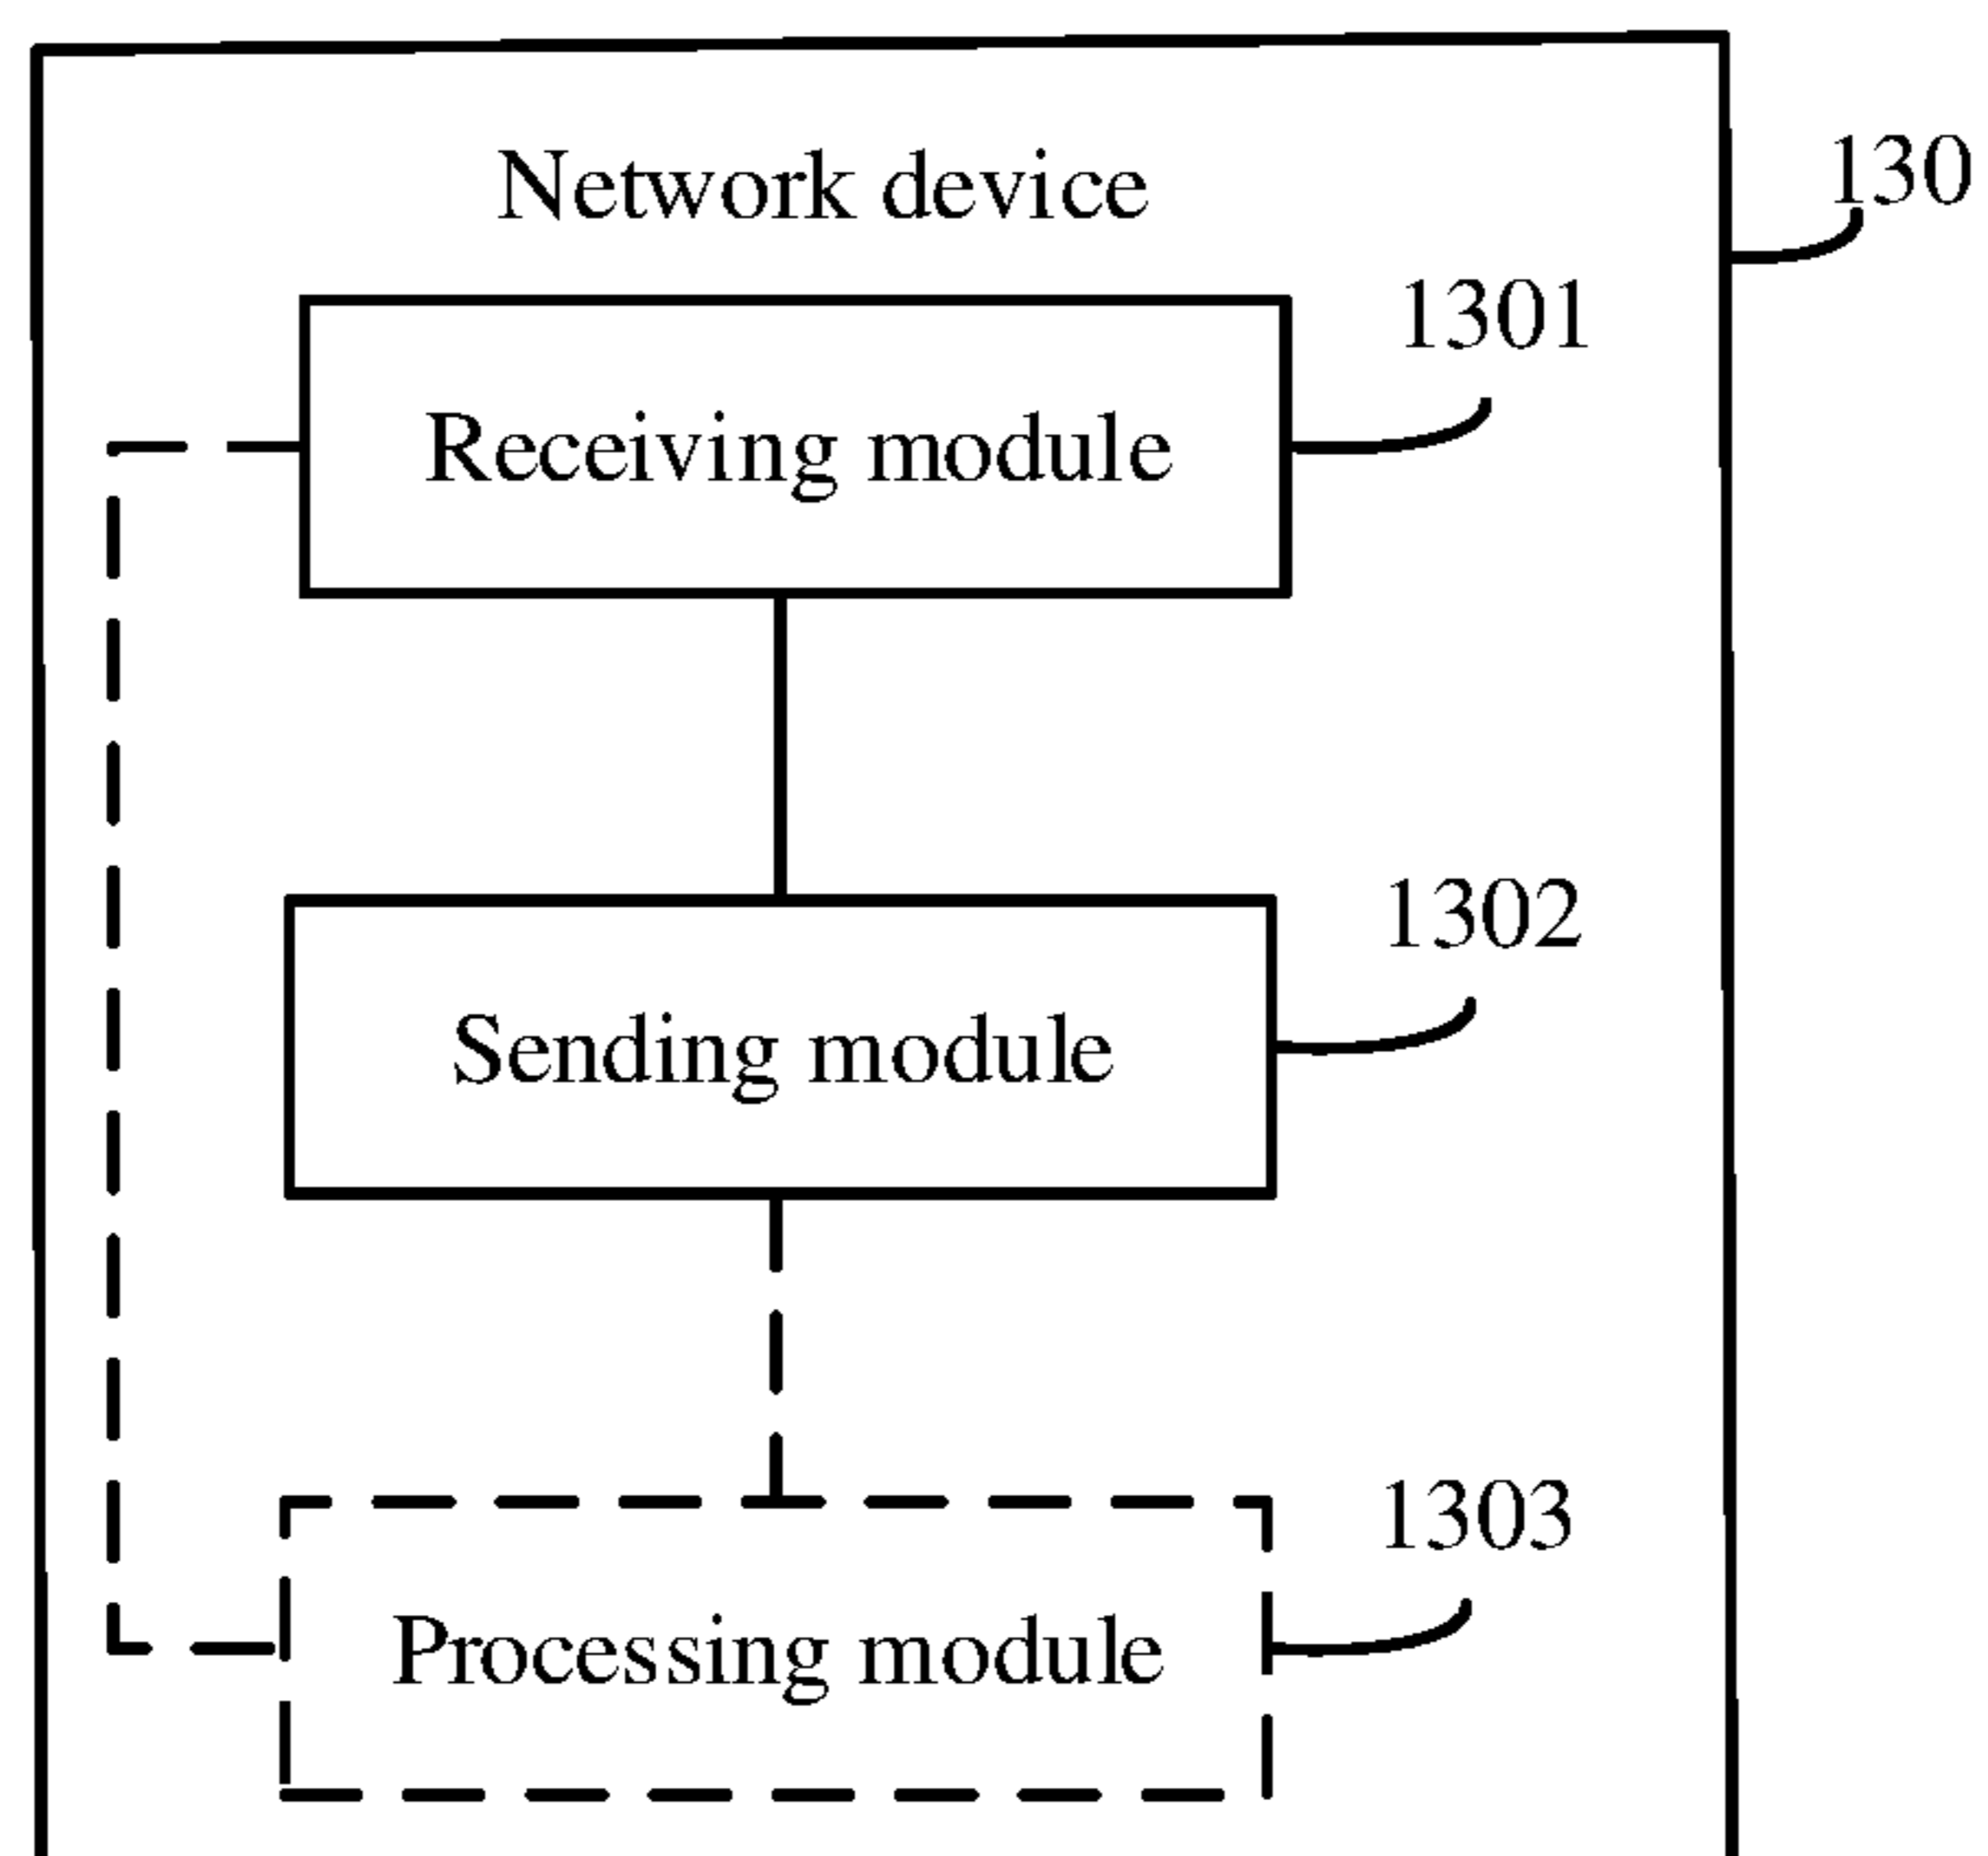 Network device
130
1301
Receiving module
1302
Sending module
1303
Processing module